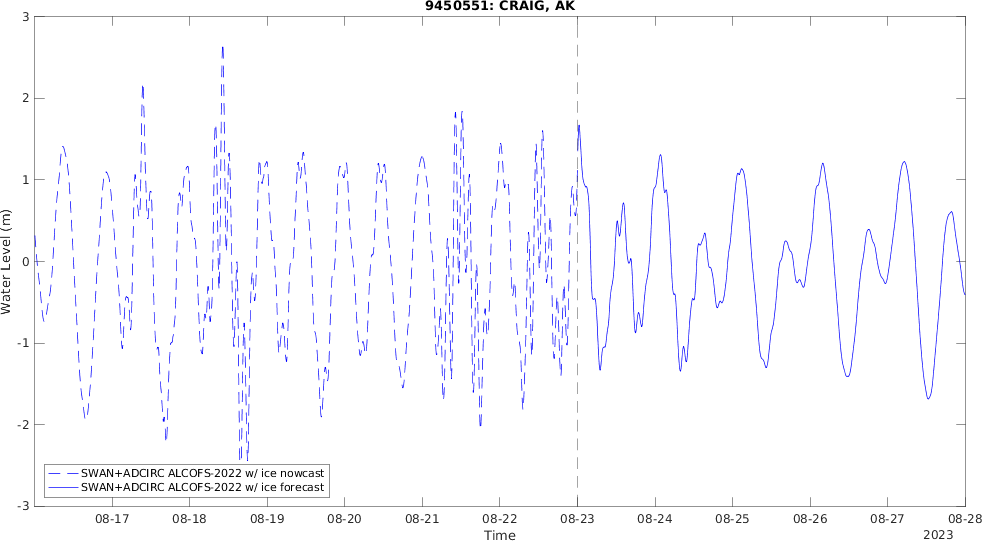 9450551: CRAIG, AK
3
2
1
0
-1
-2
-3
Water Level (m)
SWAN+ADCIRC ALCOFS-2022 w/ ice nowcast
SWAN+ADCIRC ALCOFS-2022 w/ ice forecast
08-17 08-18 08-19 08-20 08-21 08-22 08-23 08-24 08-25 08-26 08-27 08-28
Time
2023